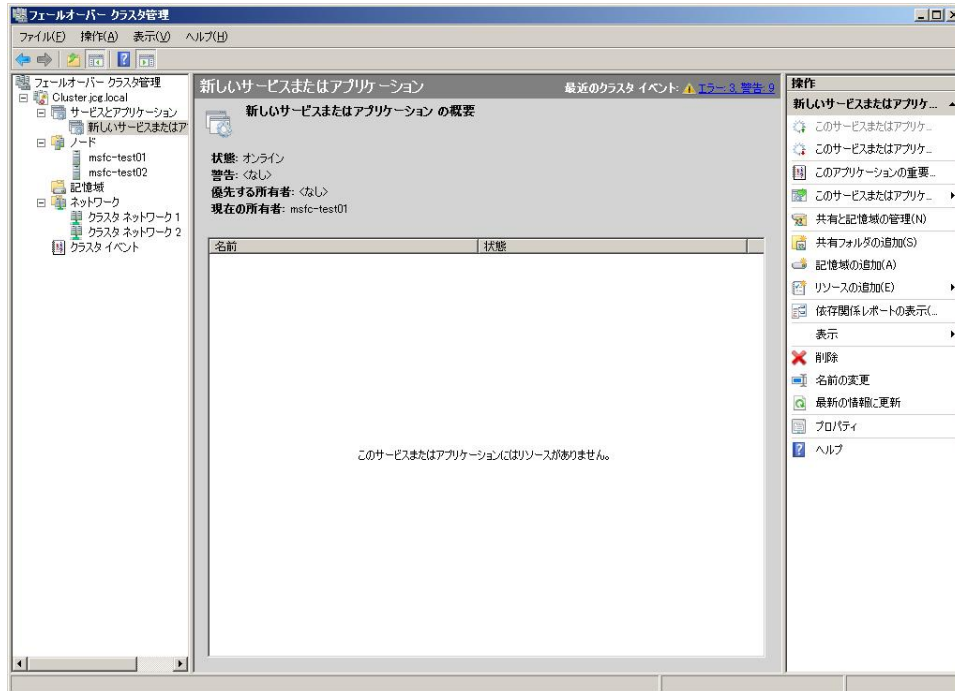 フェールオーバー クラスタ管理
ファイル(F) 操作(A) 表示(V) ヘルプ(H)
フェールオーバー クラスタ管理
Cluster.jcg.local
サービスとアプリケーション
新しいサービスまたはア
ノード
msfc-test01
msfc-test02
記憶域
ネットワーク
クラスタ ネットワーク 1
クラスタ ネットワーク 2
クラスタ イベント
新しいサービスまたはアプリケーション
最近のクラスタ イベント: エラー: 3, 警告: 9
新しいサービスまたはアプリケーション の概要
状態: オンライン
警告: <なし>
優先する所有者: <なし>
現在の所有者: msfc-test01
名前 状態
このサービスまたはアプリケーションにはリソースがありません。
操作
新しいサービスまたはアプリケ...
このサービスまたはアプリケ...
このサービスまたはアプリケ...
このアプリケーションの重要...
このサービスまたはアプリケ...
共有と記憶域の管理(N)
共有フォルダの追加(S)
記憶域の追加(A)
リソースの追加(E)
依存関係レポートの表示(...
表示
削除
名前の変更
最新の情報に更新
プロパティ
ヘルプ